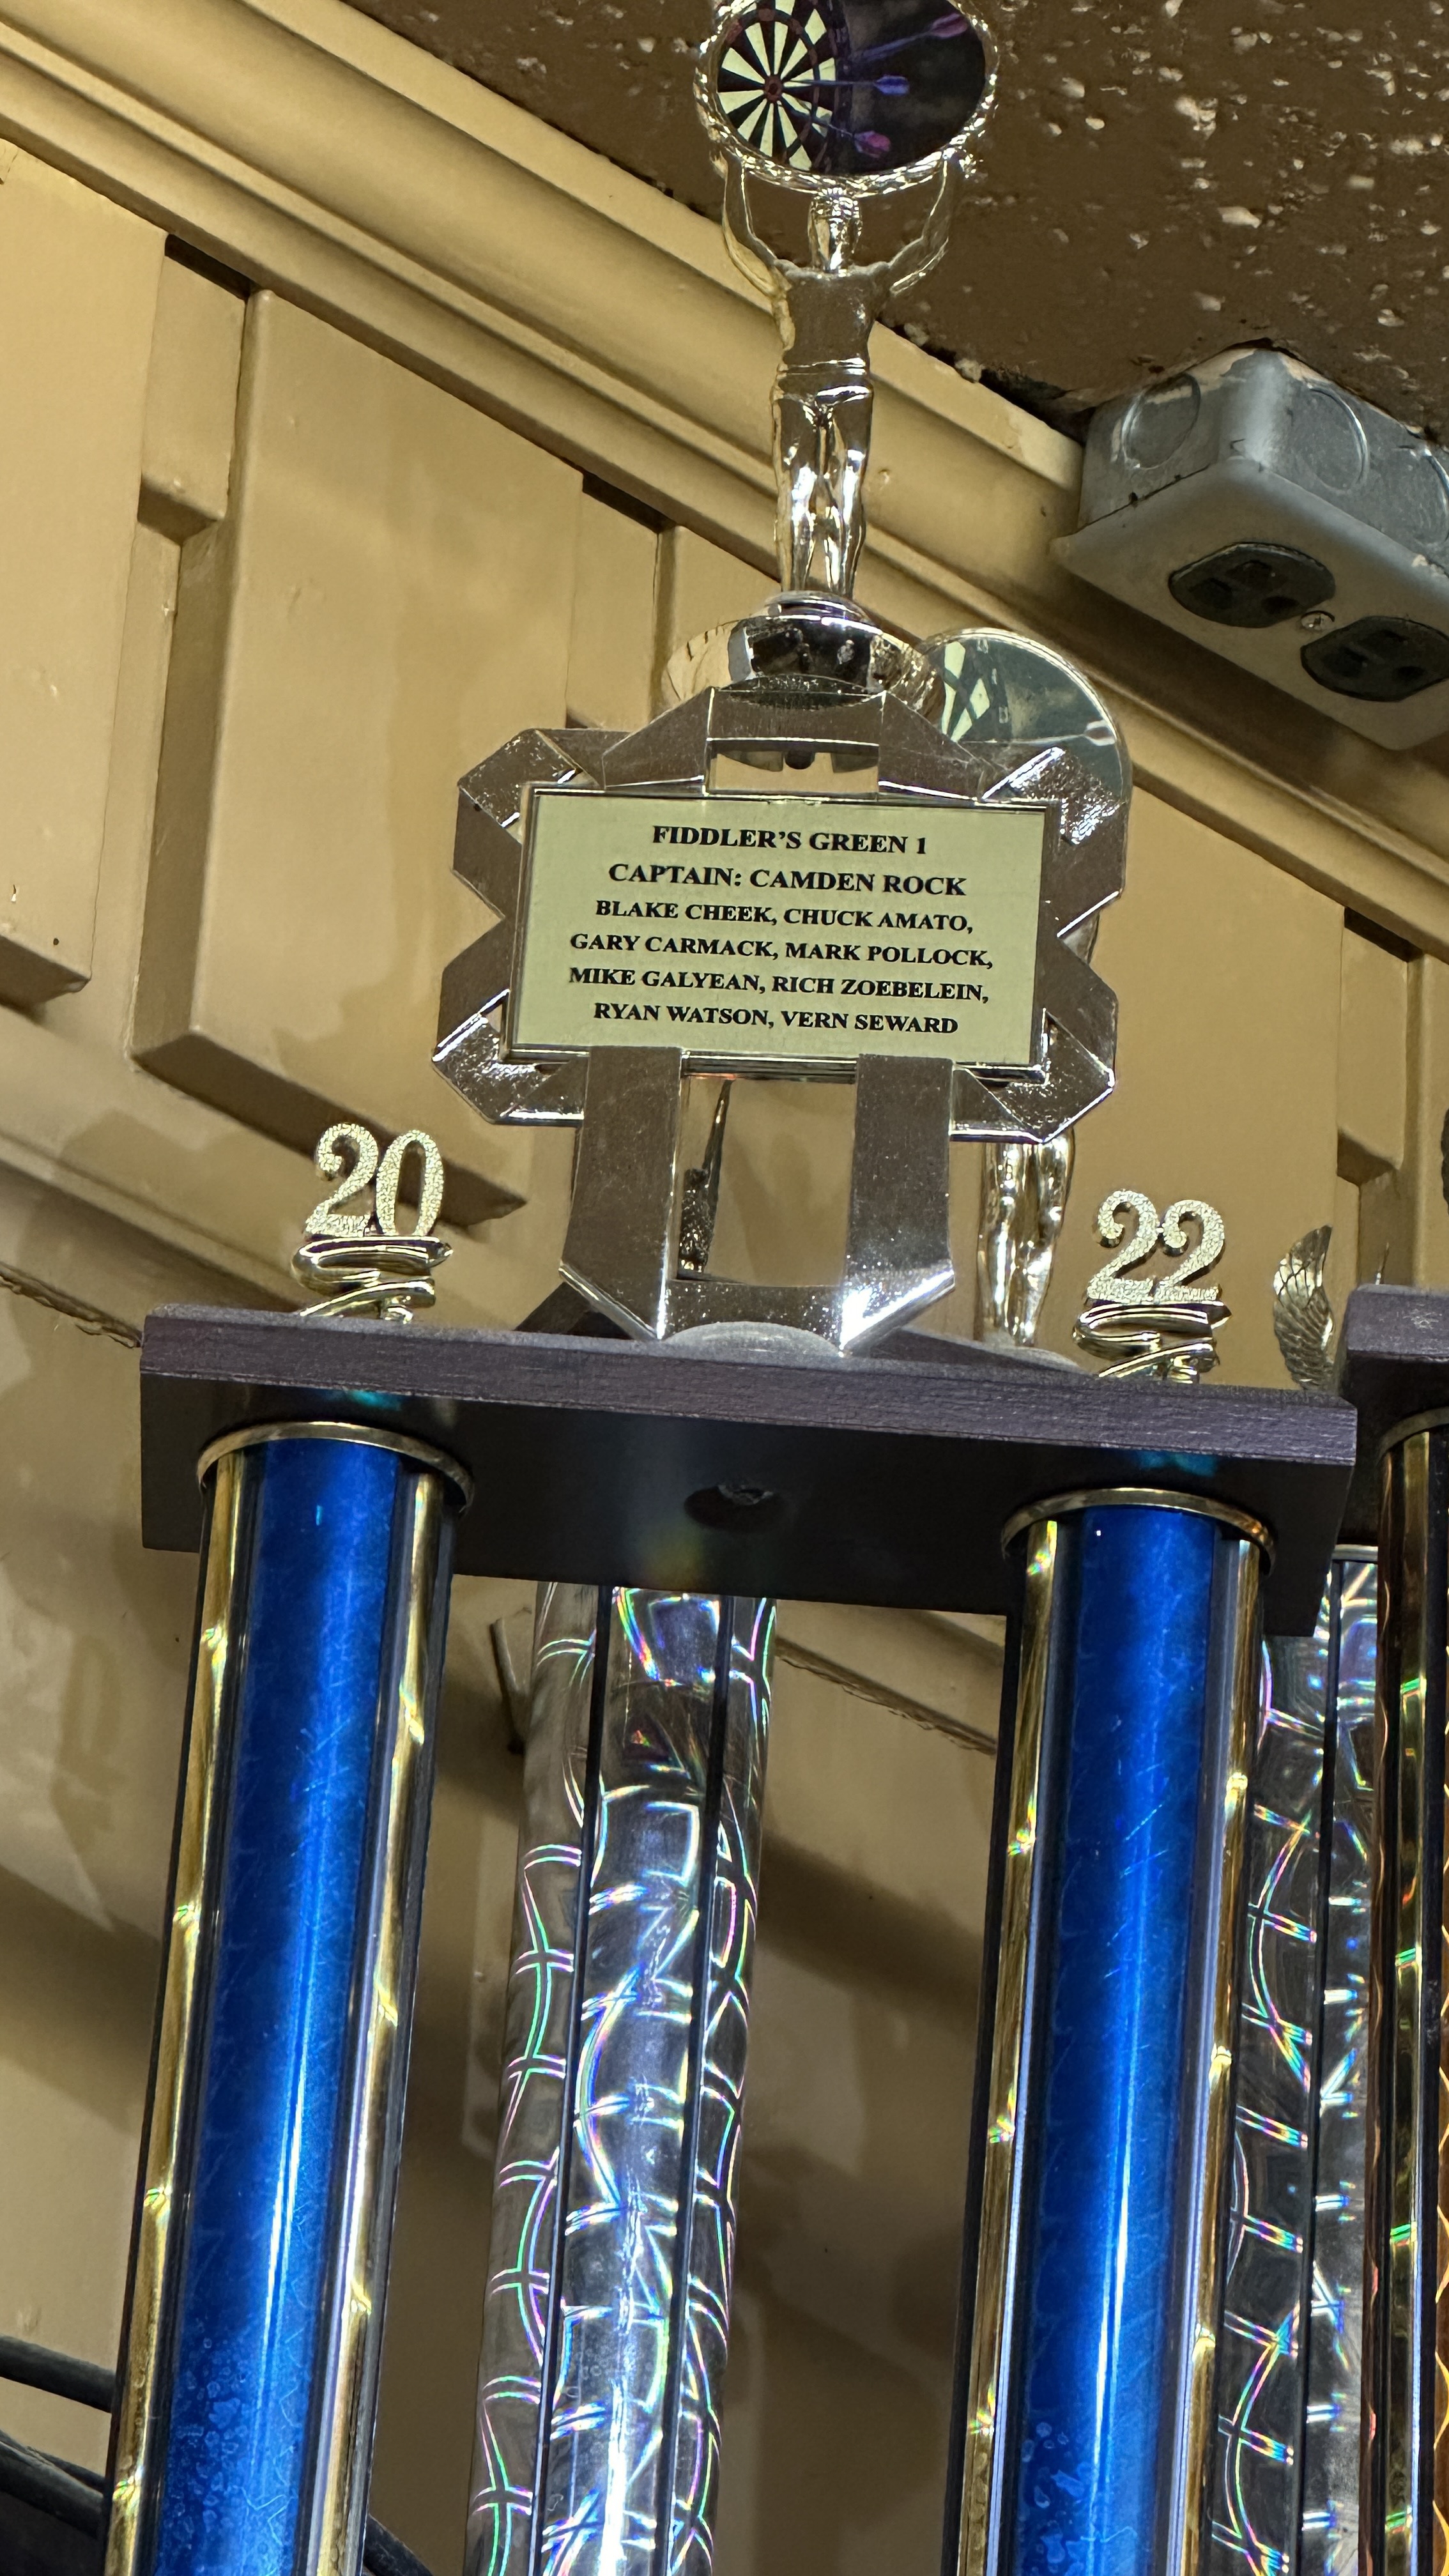 FIDDLER'S GREEN 1
CAPTAIN: CAMDEN ROCK
BLAKE CHEEK, CHUCK AMATO,
GARY CARMACK, MARK POLLOCK,
MIKE GALYEAN, RICH ZOEBELEIN,
RYAN WATSON, VERN SEWARD
20 22